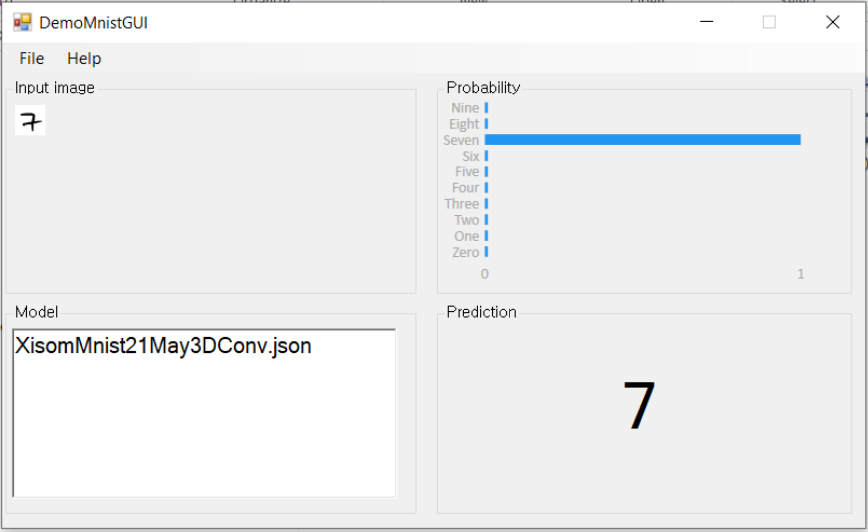 DemoMnistGUI
File Help
Input image
7
Probability
Nine
Eight
Seven
Six
Five
Four
Three
Two
One
Zero
0 1
Model
XisomMnist21May3DConv.json
Prediction
7